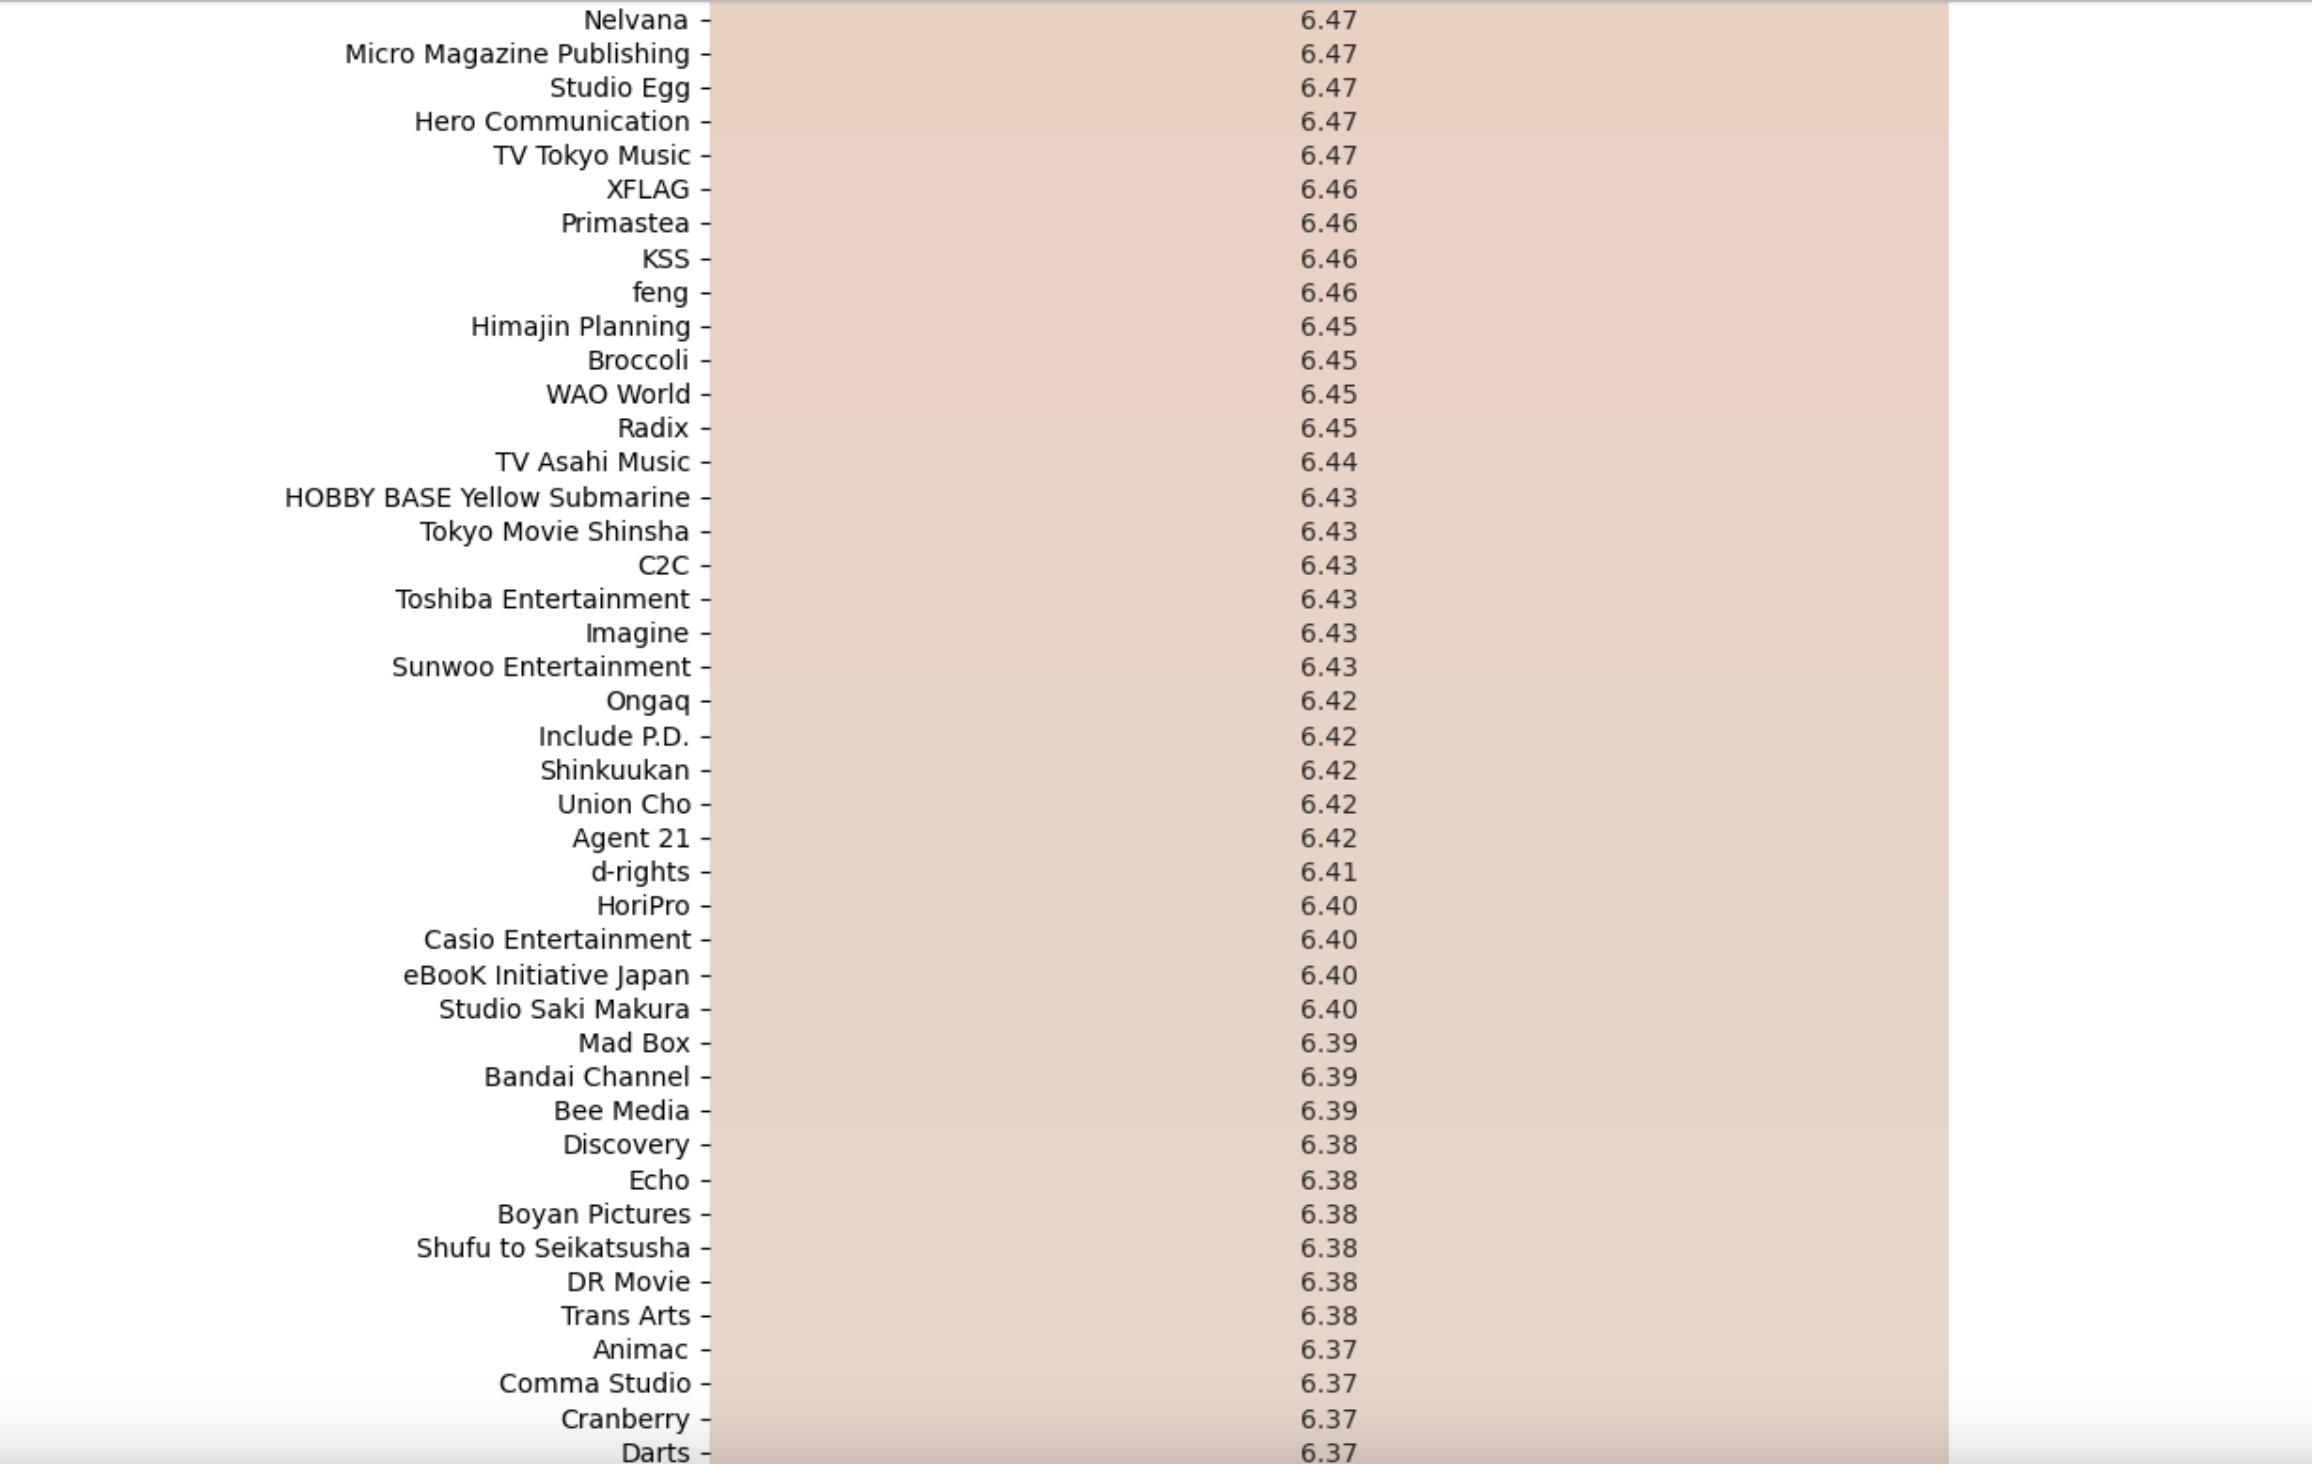 Nelvana - 6.47
Micro Magazine Publishing - 6.47
Studio Egg - 6.47
Hero Communication - 6.47
TV Tokyo Music - 6.47
XFLAG - 6.46
Primastea - 6.46
KSS - 6.46
feng - 6.46
Himajin Planning - 6.45
Broccoli - 6.45
WAO World - 6.45
Radix - 6.45
TV Asahi Music - 6.44
HOBBY BASE Yellow Submarine - 6.43
Tokyo Movie Shinsha - 6.43
C2C - 6.43
Toshiba Entertainment - 6.43
Imagine - 6.43
Sunwoo Entertainment - 6.43
Ongaq - 6.42
Include P.D. - 6.42
Shinkuukan - 6.42
Union Cho - 6.42
Agent 21 - 6.42
d-rights - 6.41
HoriPro - 6.40
Casio Entertainment - 6.40
eBooK Initiative Japan - 6.40
Studio Saki Makura - 6.40
Mad Box - 6.39
Bandai Channel - 6.39
Bee Media - 6.39
Discovery - 6.38
Echo - 6.38
Boyan Pictures - 6.38
Shufu to Seikatsusha - 6.38
DR Movie - 6.38
Trans Arts - 6.38
Animac - 6.37
Comma Studio - 6.37
Cranberry - 6.37
Darts - 6.37